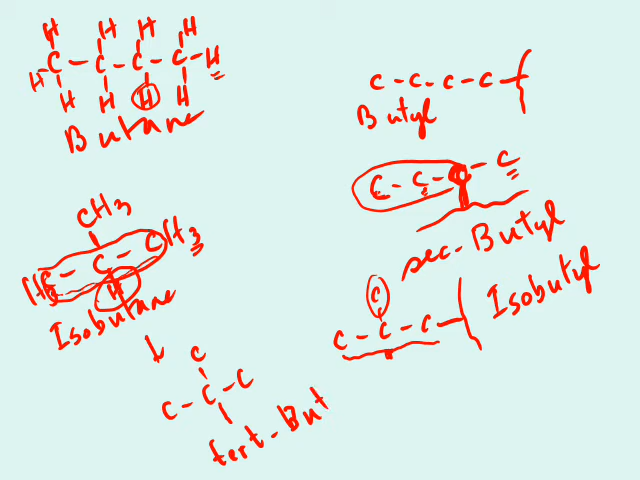 H H H H
C - C - C - C - H
H H H H H
Butane
C - C - C - C
Butyl
C - C - C - C
sec-Butyl
CH3
H3C - C - CH3
H
Isobutane
C
C - C - C
Isobutyl
C
C - C - C
tert-But